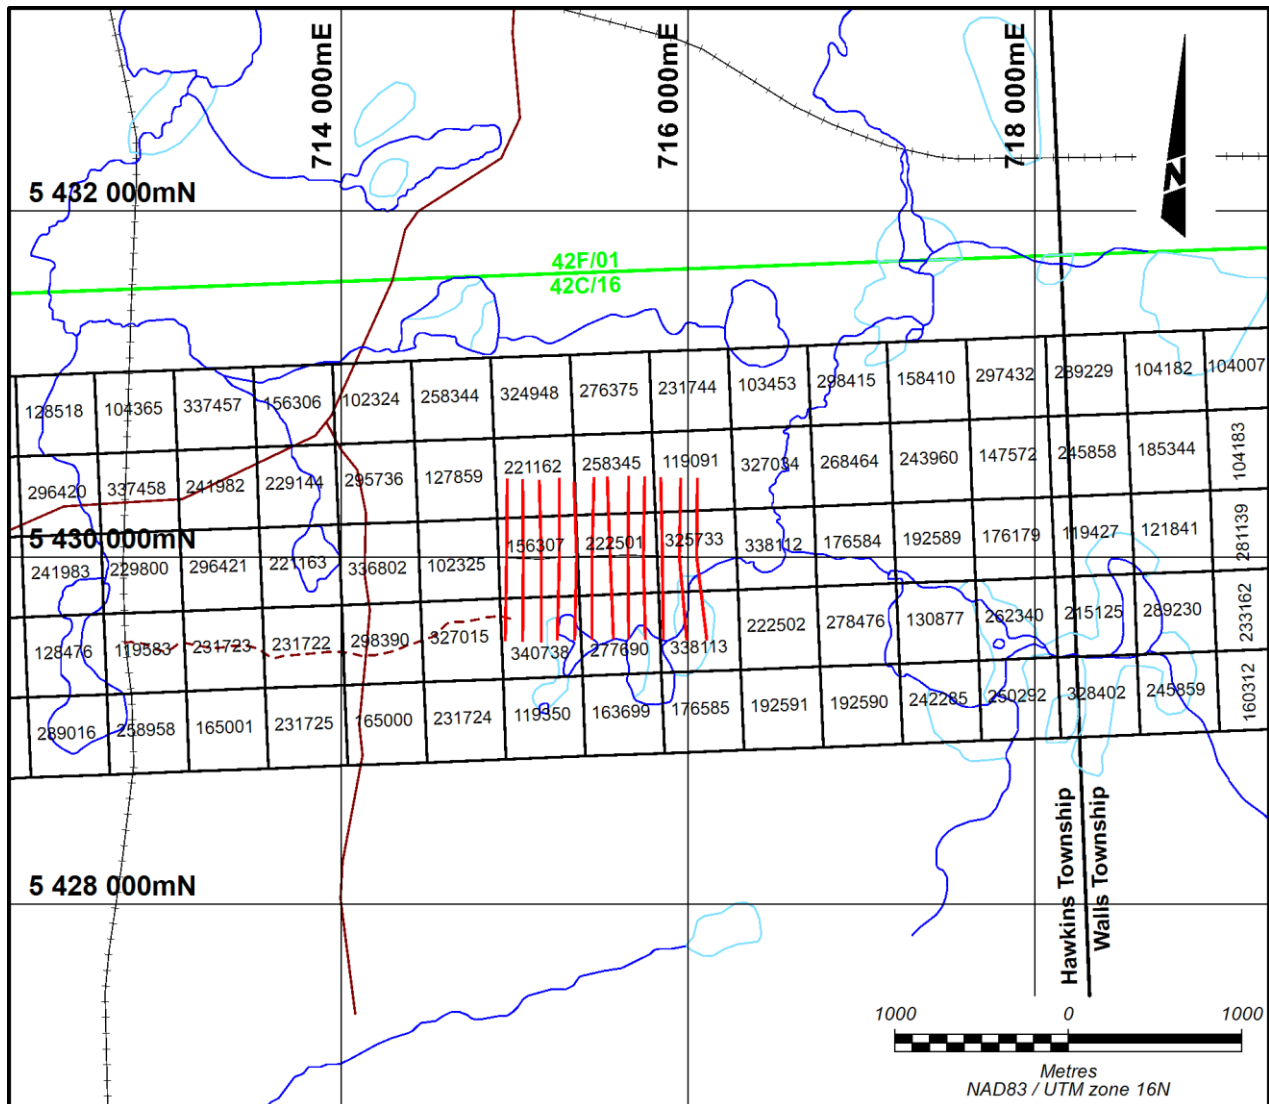 714 000mE
716 000mE
718 000mE
N
5 432 000mN
42F/01
42C/16
128518 104365 337457 156306 102324 258344 324948 276375 231744 103453 298415 158410 297432 289229 104182 104007
296420 337458 241982 229144 295736 127859 221162 258345 119091 327034 268464 243960 147572 245858 185344 104183
5 430 000mN
241983 229800 296421 221163 336802 102325 156307 222501 325733 338112 176584 192589 176179 119427 121841 281139
128476 119583 231723 231722 298390 327015 340738 277690 338113 222502 278476 130877 262340 215125 289230 233162
289016 258958 165001 231725 165000 231724 119350 163699 176585 192591 192590 242285 250292 328402 245859 160312
5 428 000mN
Hawkins Township
Walls Township
1000 0 1000
Metres
NAD83 / UTM zone 16N